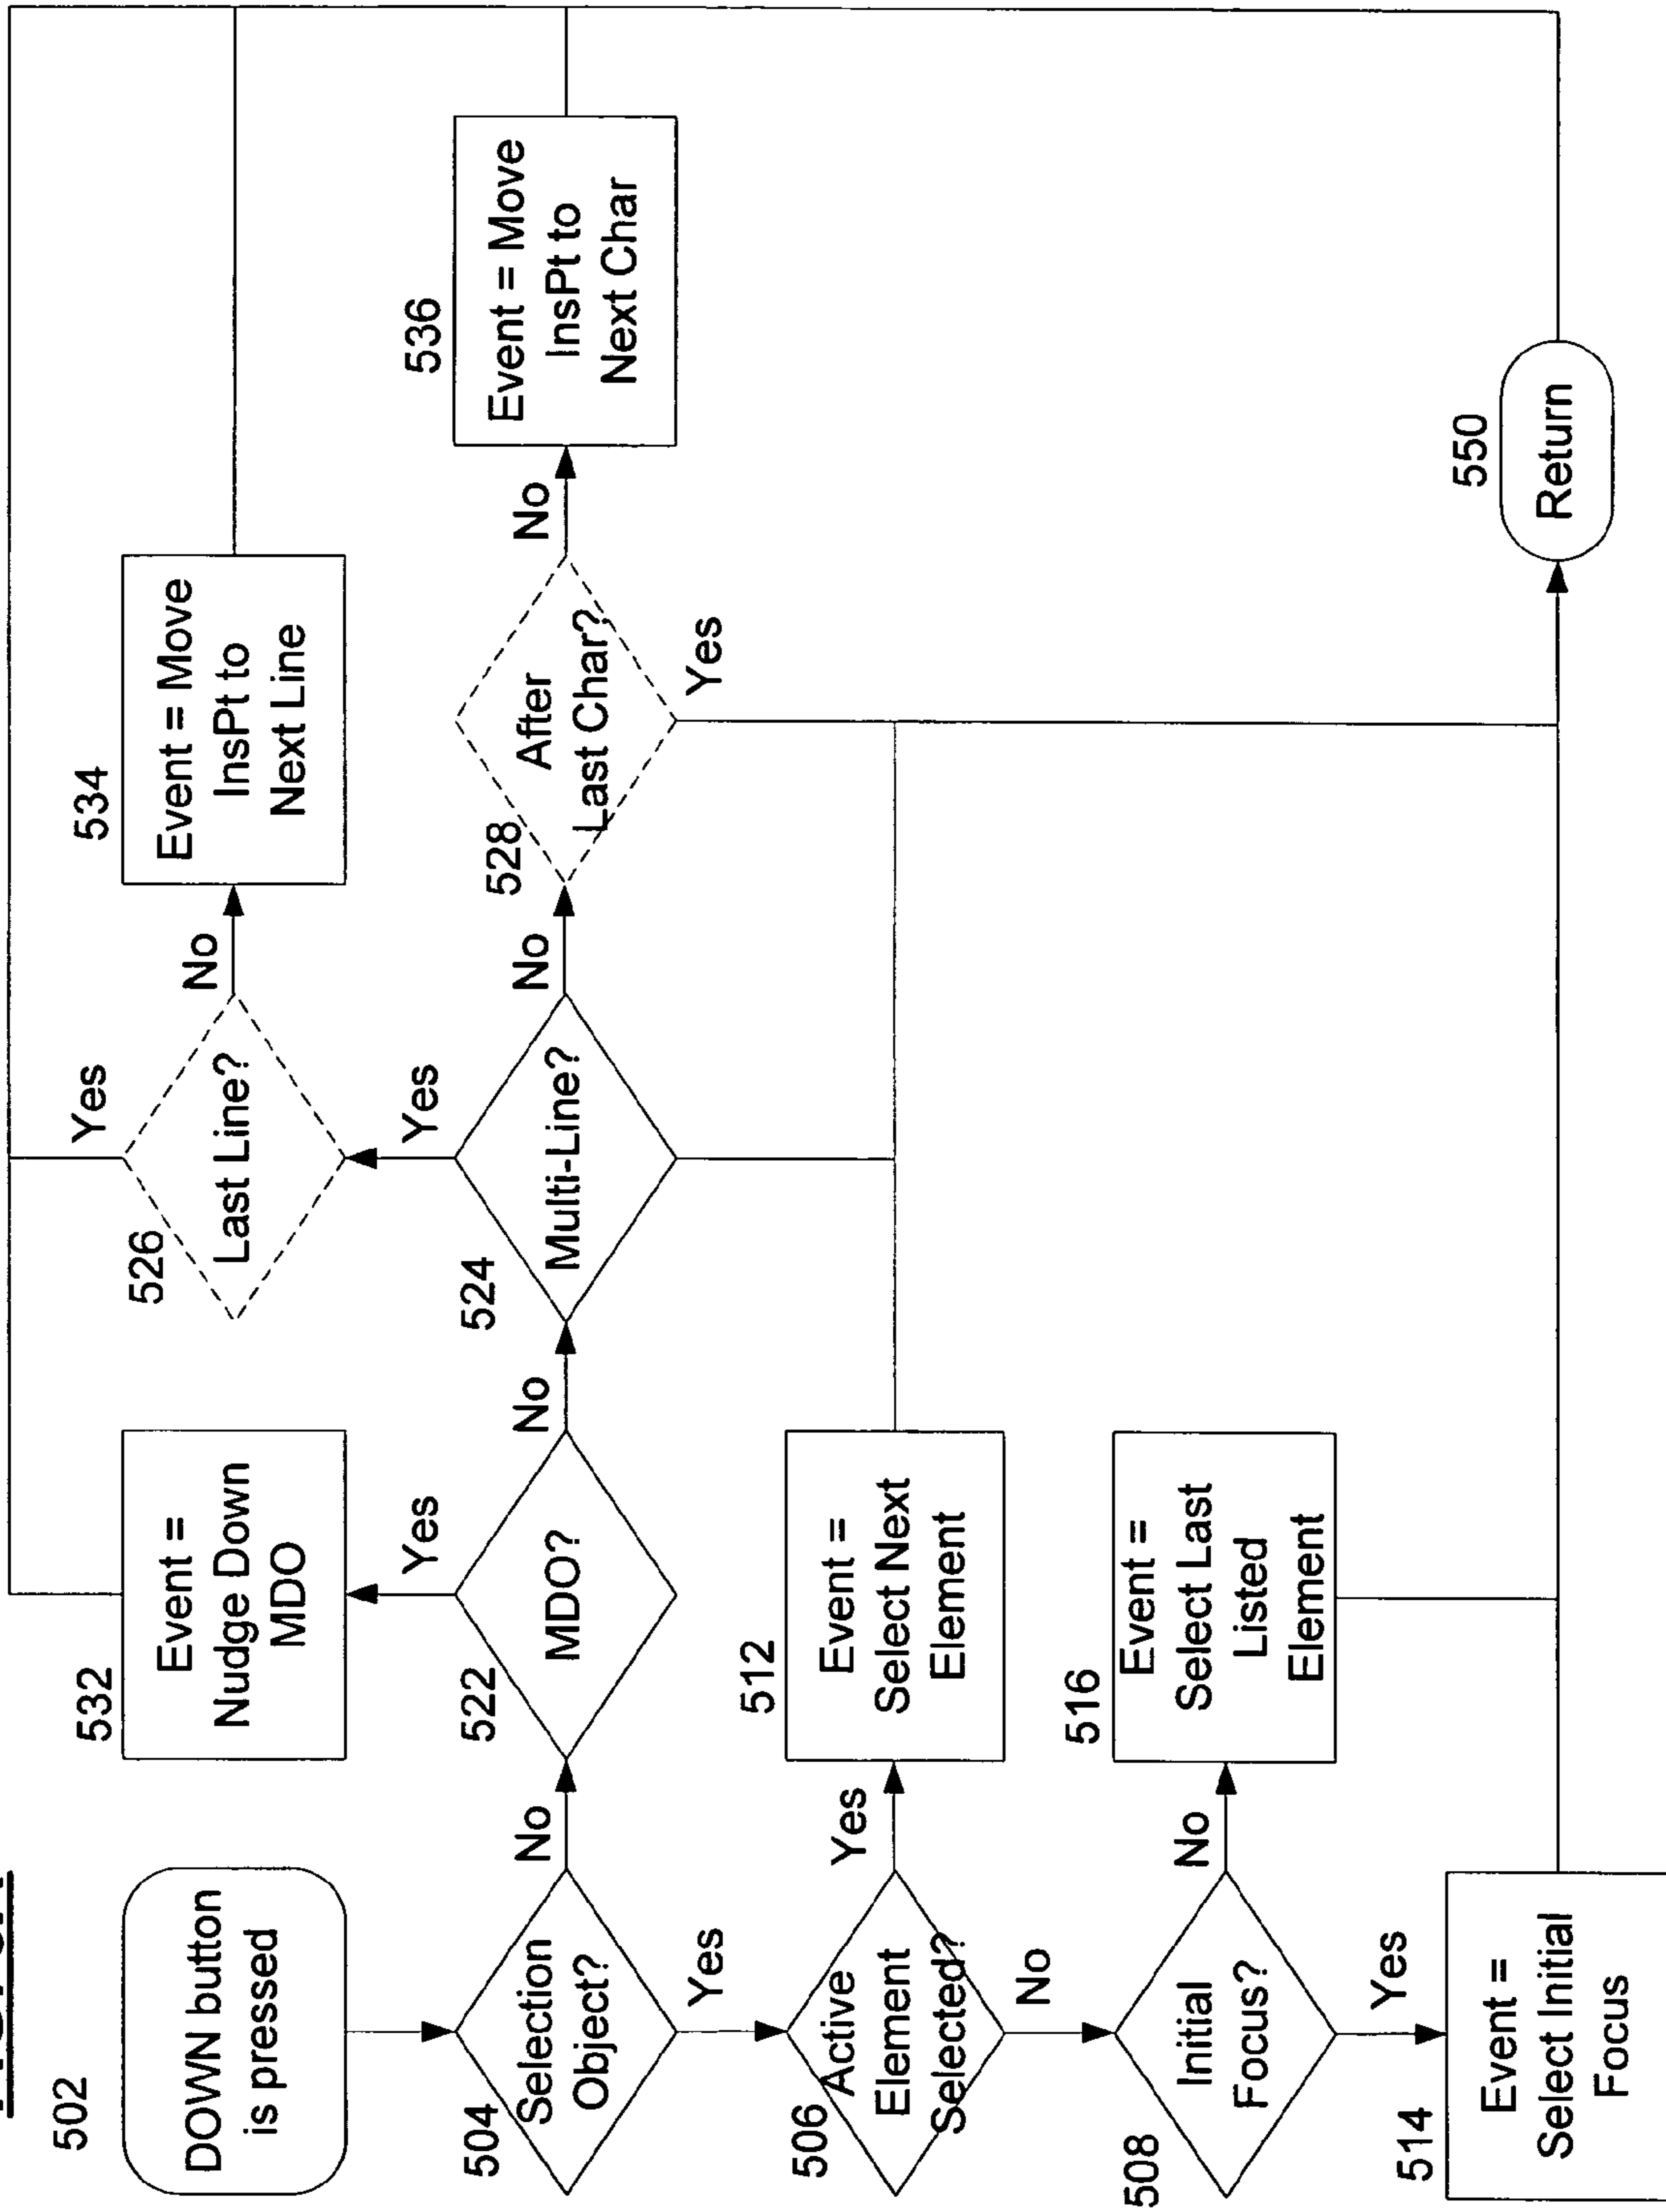 502
DOWN button
is pressed
504
Selection
Object?
No
Yes
506
Active
Element
Selected?
Yes
No
508
Initial
Focus?
No
Yes
514
Event =
Select Initial
Focus
532
Event =
Nudge Down
MDO
Yes
522
MDO?
No
512
Event =
Select Next
Element
516
Event =
Select Last
Listed
Element
526
Last Line?
Yes
No
524
Multi-Line?
Yes
No
534
Event = Move
InsPt to
Next Line
528
After
Last Char?
No
Yes
536
Event = Move
InsPt to
Next Char
550
Return